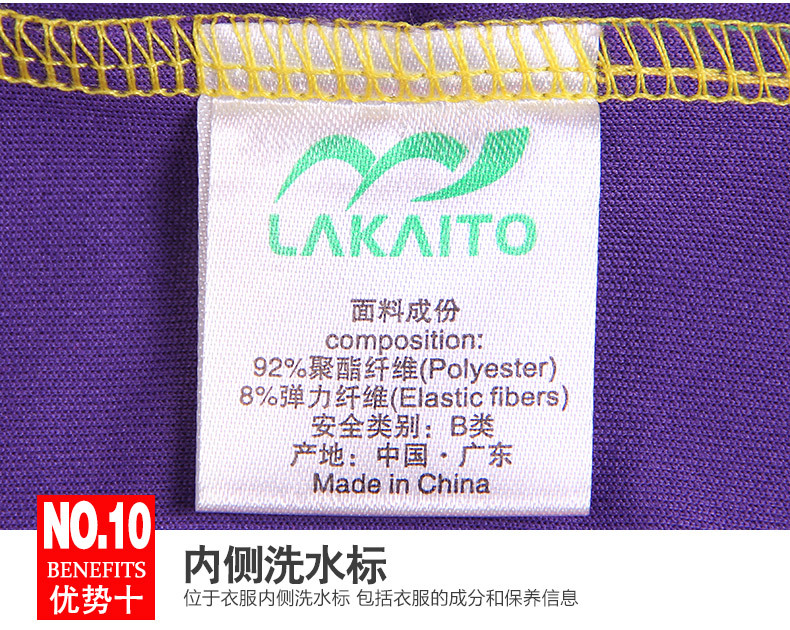 LAKAITO
面料成份
composition:
92%聚酯纤维(Polyester)
8%弹力纤维(Elastic fibers)
安全类别：B类
产地：中国·广东
Made in China
NO.10
BENEFITS
优势十
内侧洗水标
位于衣服内侧洗水标 包括衣服的成分和保养信息